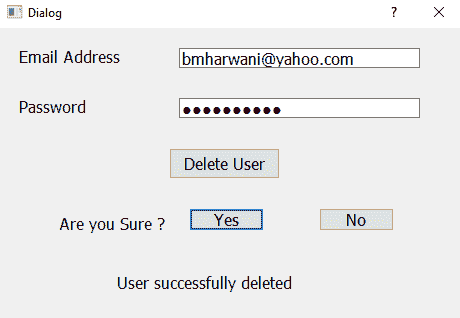 Dialog ?
Email Address bmharwani@yahoo.com
Password ●●●●●●●●●●
Delete User
Are you Sure ? Yes No
User successfully deleted